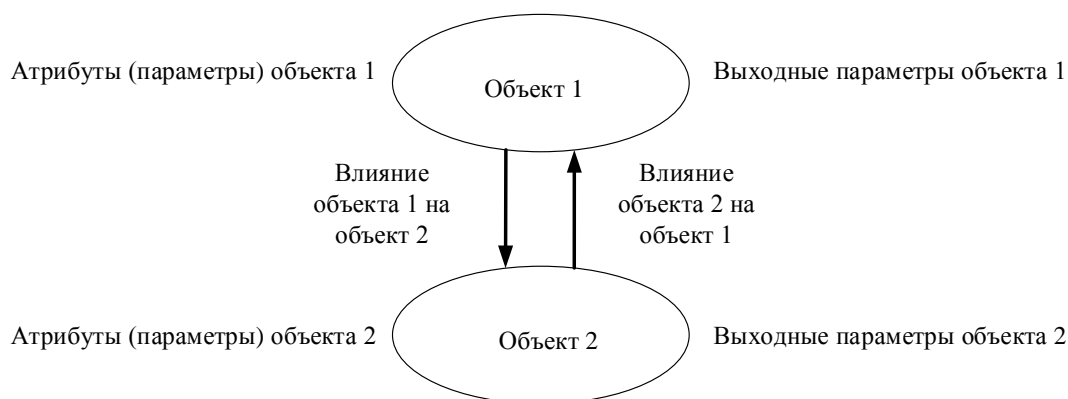 Атрибуты (параметры) объекта 1
Объект 1
Выходные параметры объекта 1
Влияние
объекта 1 на
объект 2
Влияние
объекта 2 на
объект 1
Атрибуты (параметры) объекта 2
Объект 2
Выходные параметры объекта 2